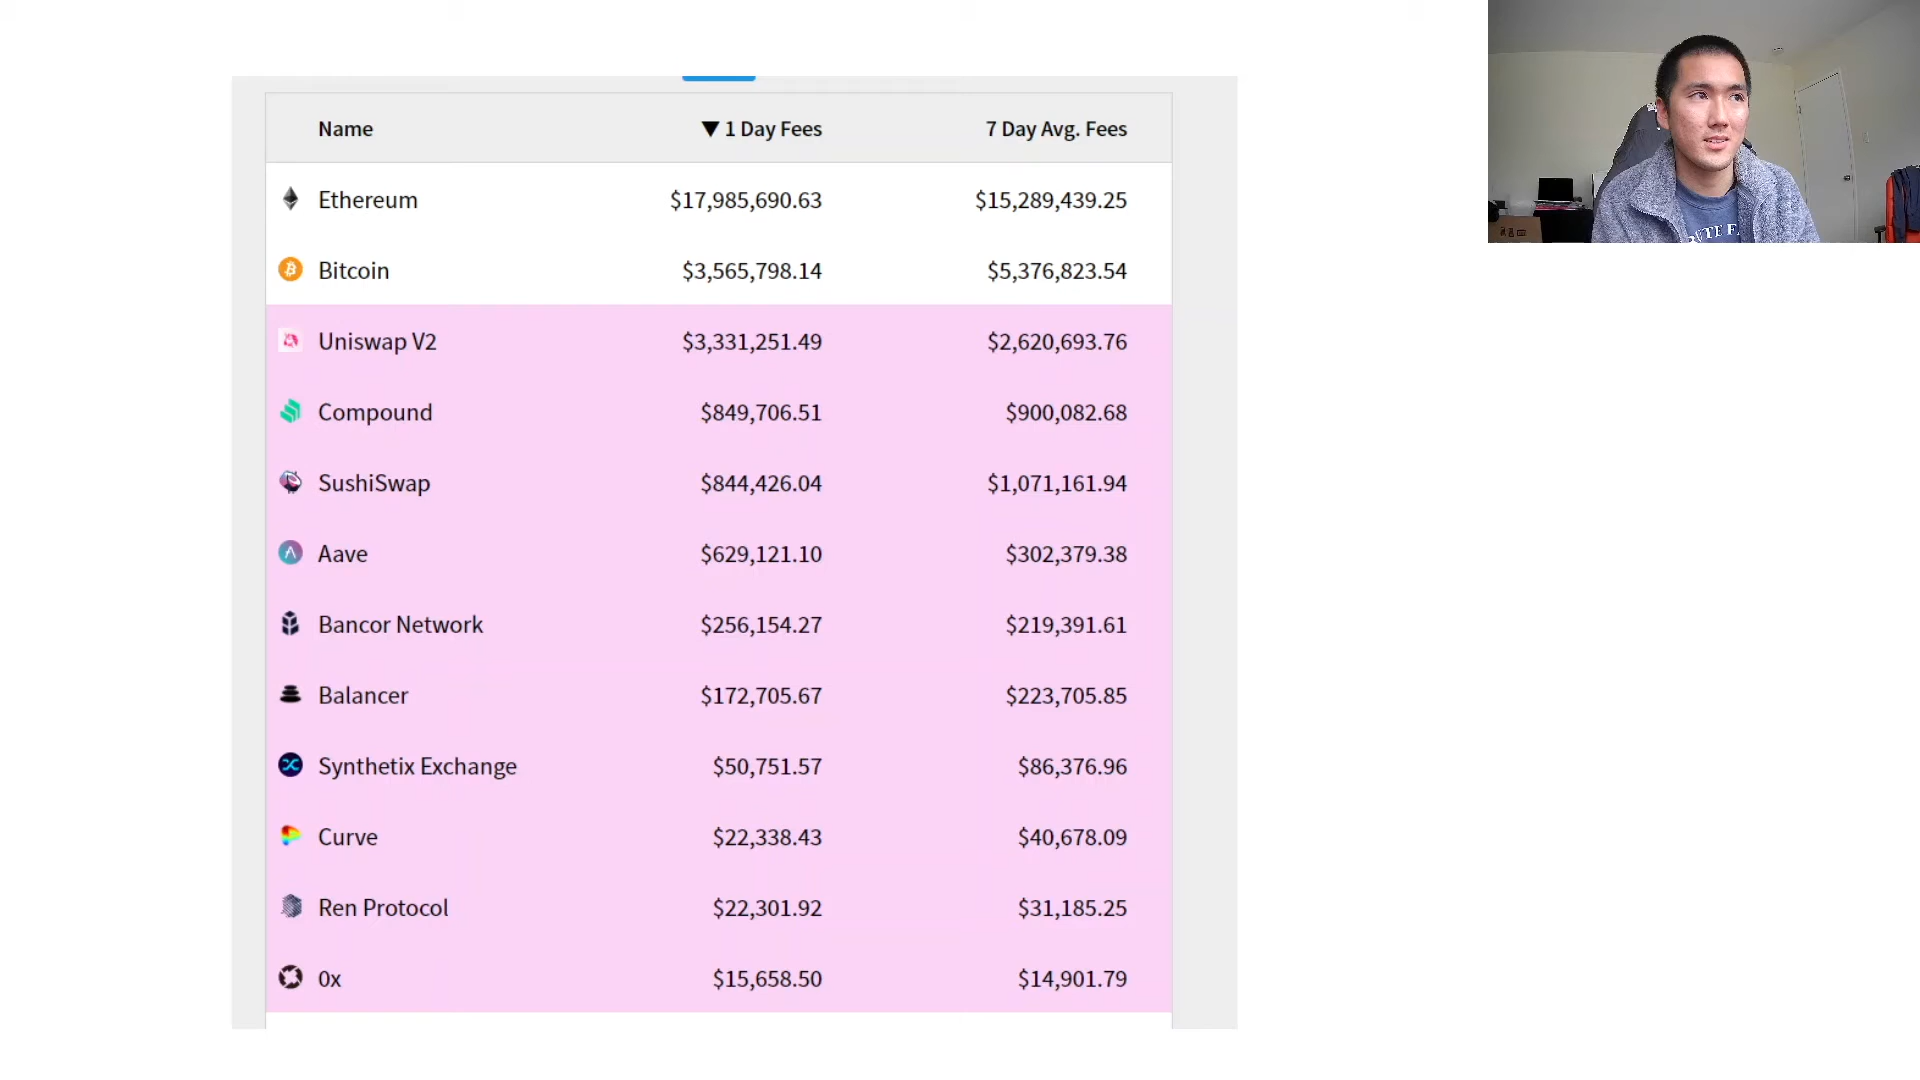 Name ▼ 1 Day Fees 7 Day Avg. Fees
Ethereum $17,985,690.63 $15,289,439.25
Bitcoin $3,565,798.14 $5,376,823.54
Uniswap V2 $3,331,251.49 $2,620,693.76
Compound $849,706.51 $900,082.68
SushiSwap $844,426.04 $1,071,161.94
Aave $629,121.10 $302,379.38
Bancor Network $256,154.27 $219,391.61
Balancer $172,705.67 $223,705.85
Synthetix Exchange $50,751.57 $86,376.96
Curve $22,338.43 $40,678.09
Ren Protocol $22,301.92 $31,185.25
0x $15,658.50 $14,901.79